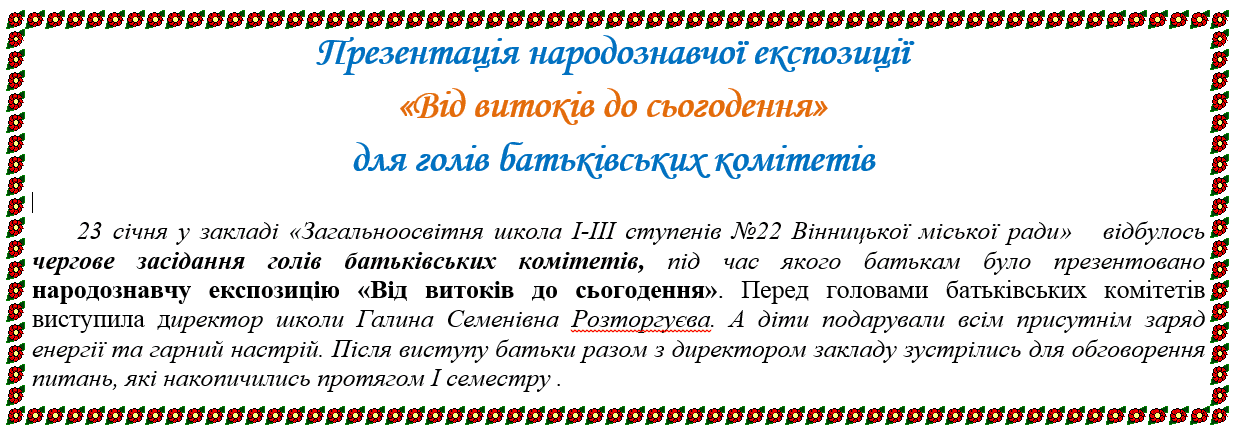 Презентація народознавчої експозиції
«Від витоків до сьогодення»
для голів батьківських комітетів
23 січня у закладі «Загальноосвітня школа І-ІІІ ступенів №22 Вінницької міської ради» відбулось
чергове засідання голів батьківських комітетів, під час якого батькам було презентовано
народознавчу експозицію «Від витоків до сьогодення». Перед головами батьківських комітетів
виступила директор школи Галина Семенівна Розторгуєва. А діти подарували всім присутнім заряд
енергії та гарний настрій. Після виступу батьки разом з директором закладу зустрілись для обговорення
питань, які накопичились протягом І семестру .